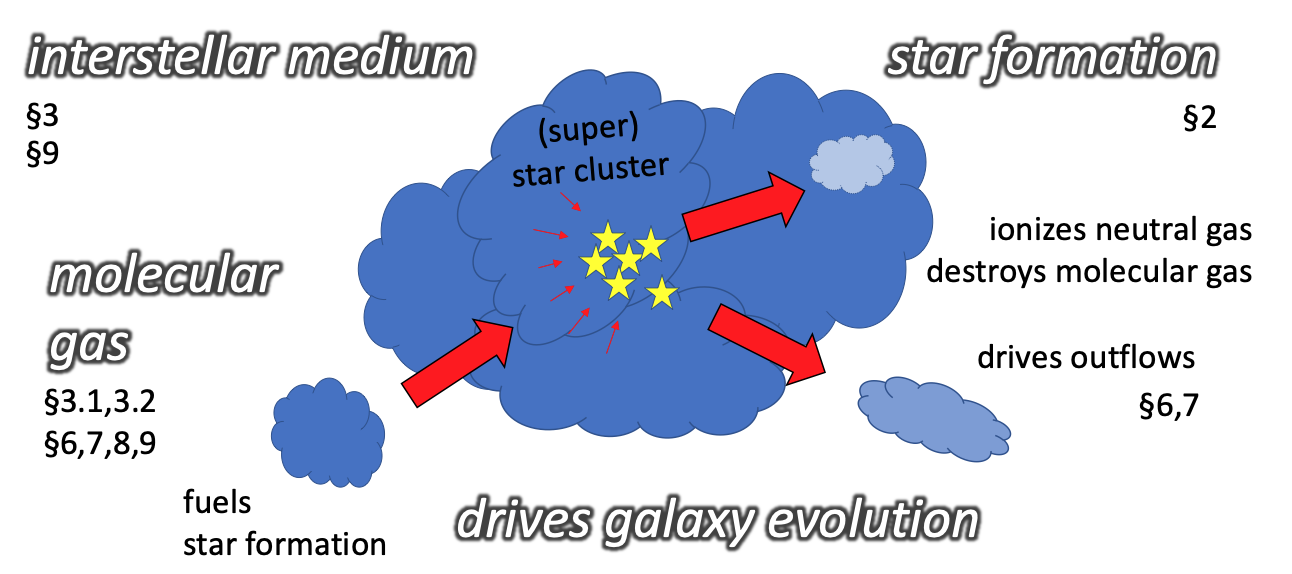 interstellar medium
§3
§9
star formation
§2
(super)
star cluster
ionizes neutral gas
destroys molecular gas
molecular
gas
§3.1,3.2
§6,7,8,9
drives outflows
§6,7
fuels
star formation
drives galaxy evolution